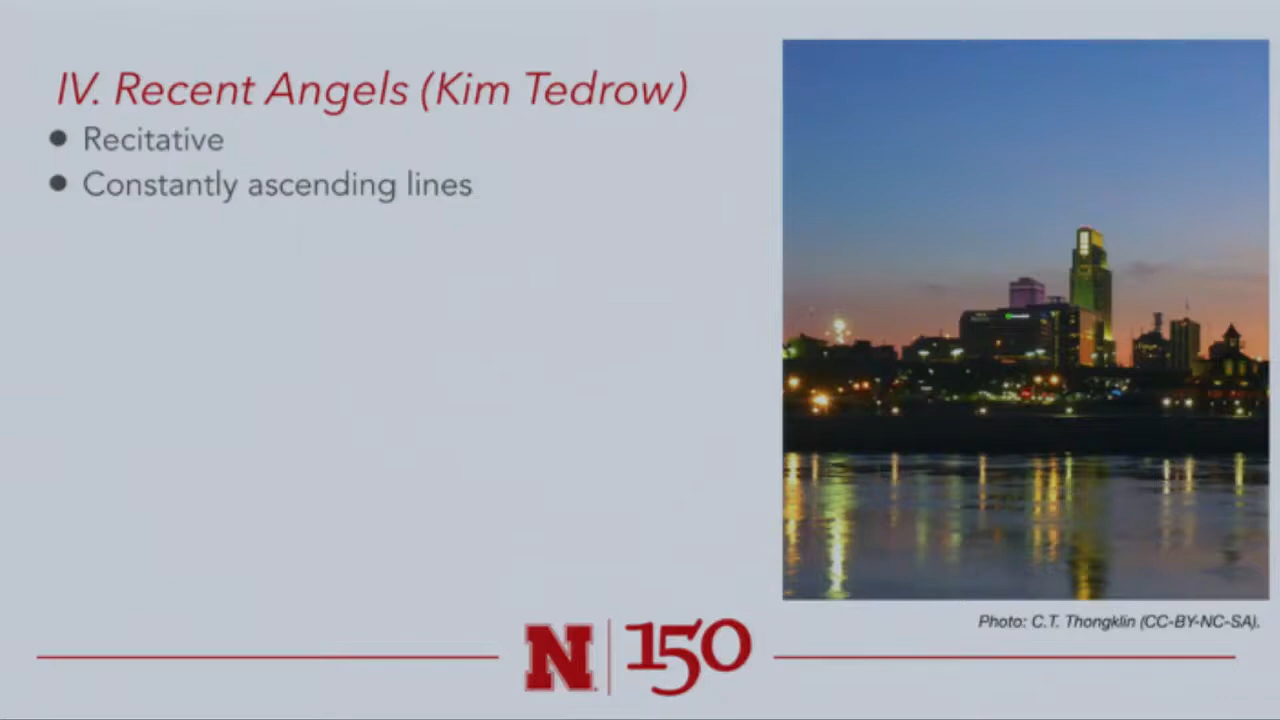 IV. Recent Angels (Kim Tedrow)
● Recitative
● Constantly ascending lines
Photo: C.T. Thongklin (CC-BY-NC-SA).
N 150